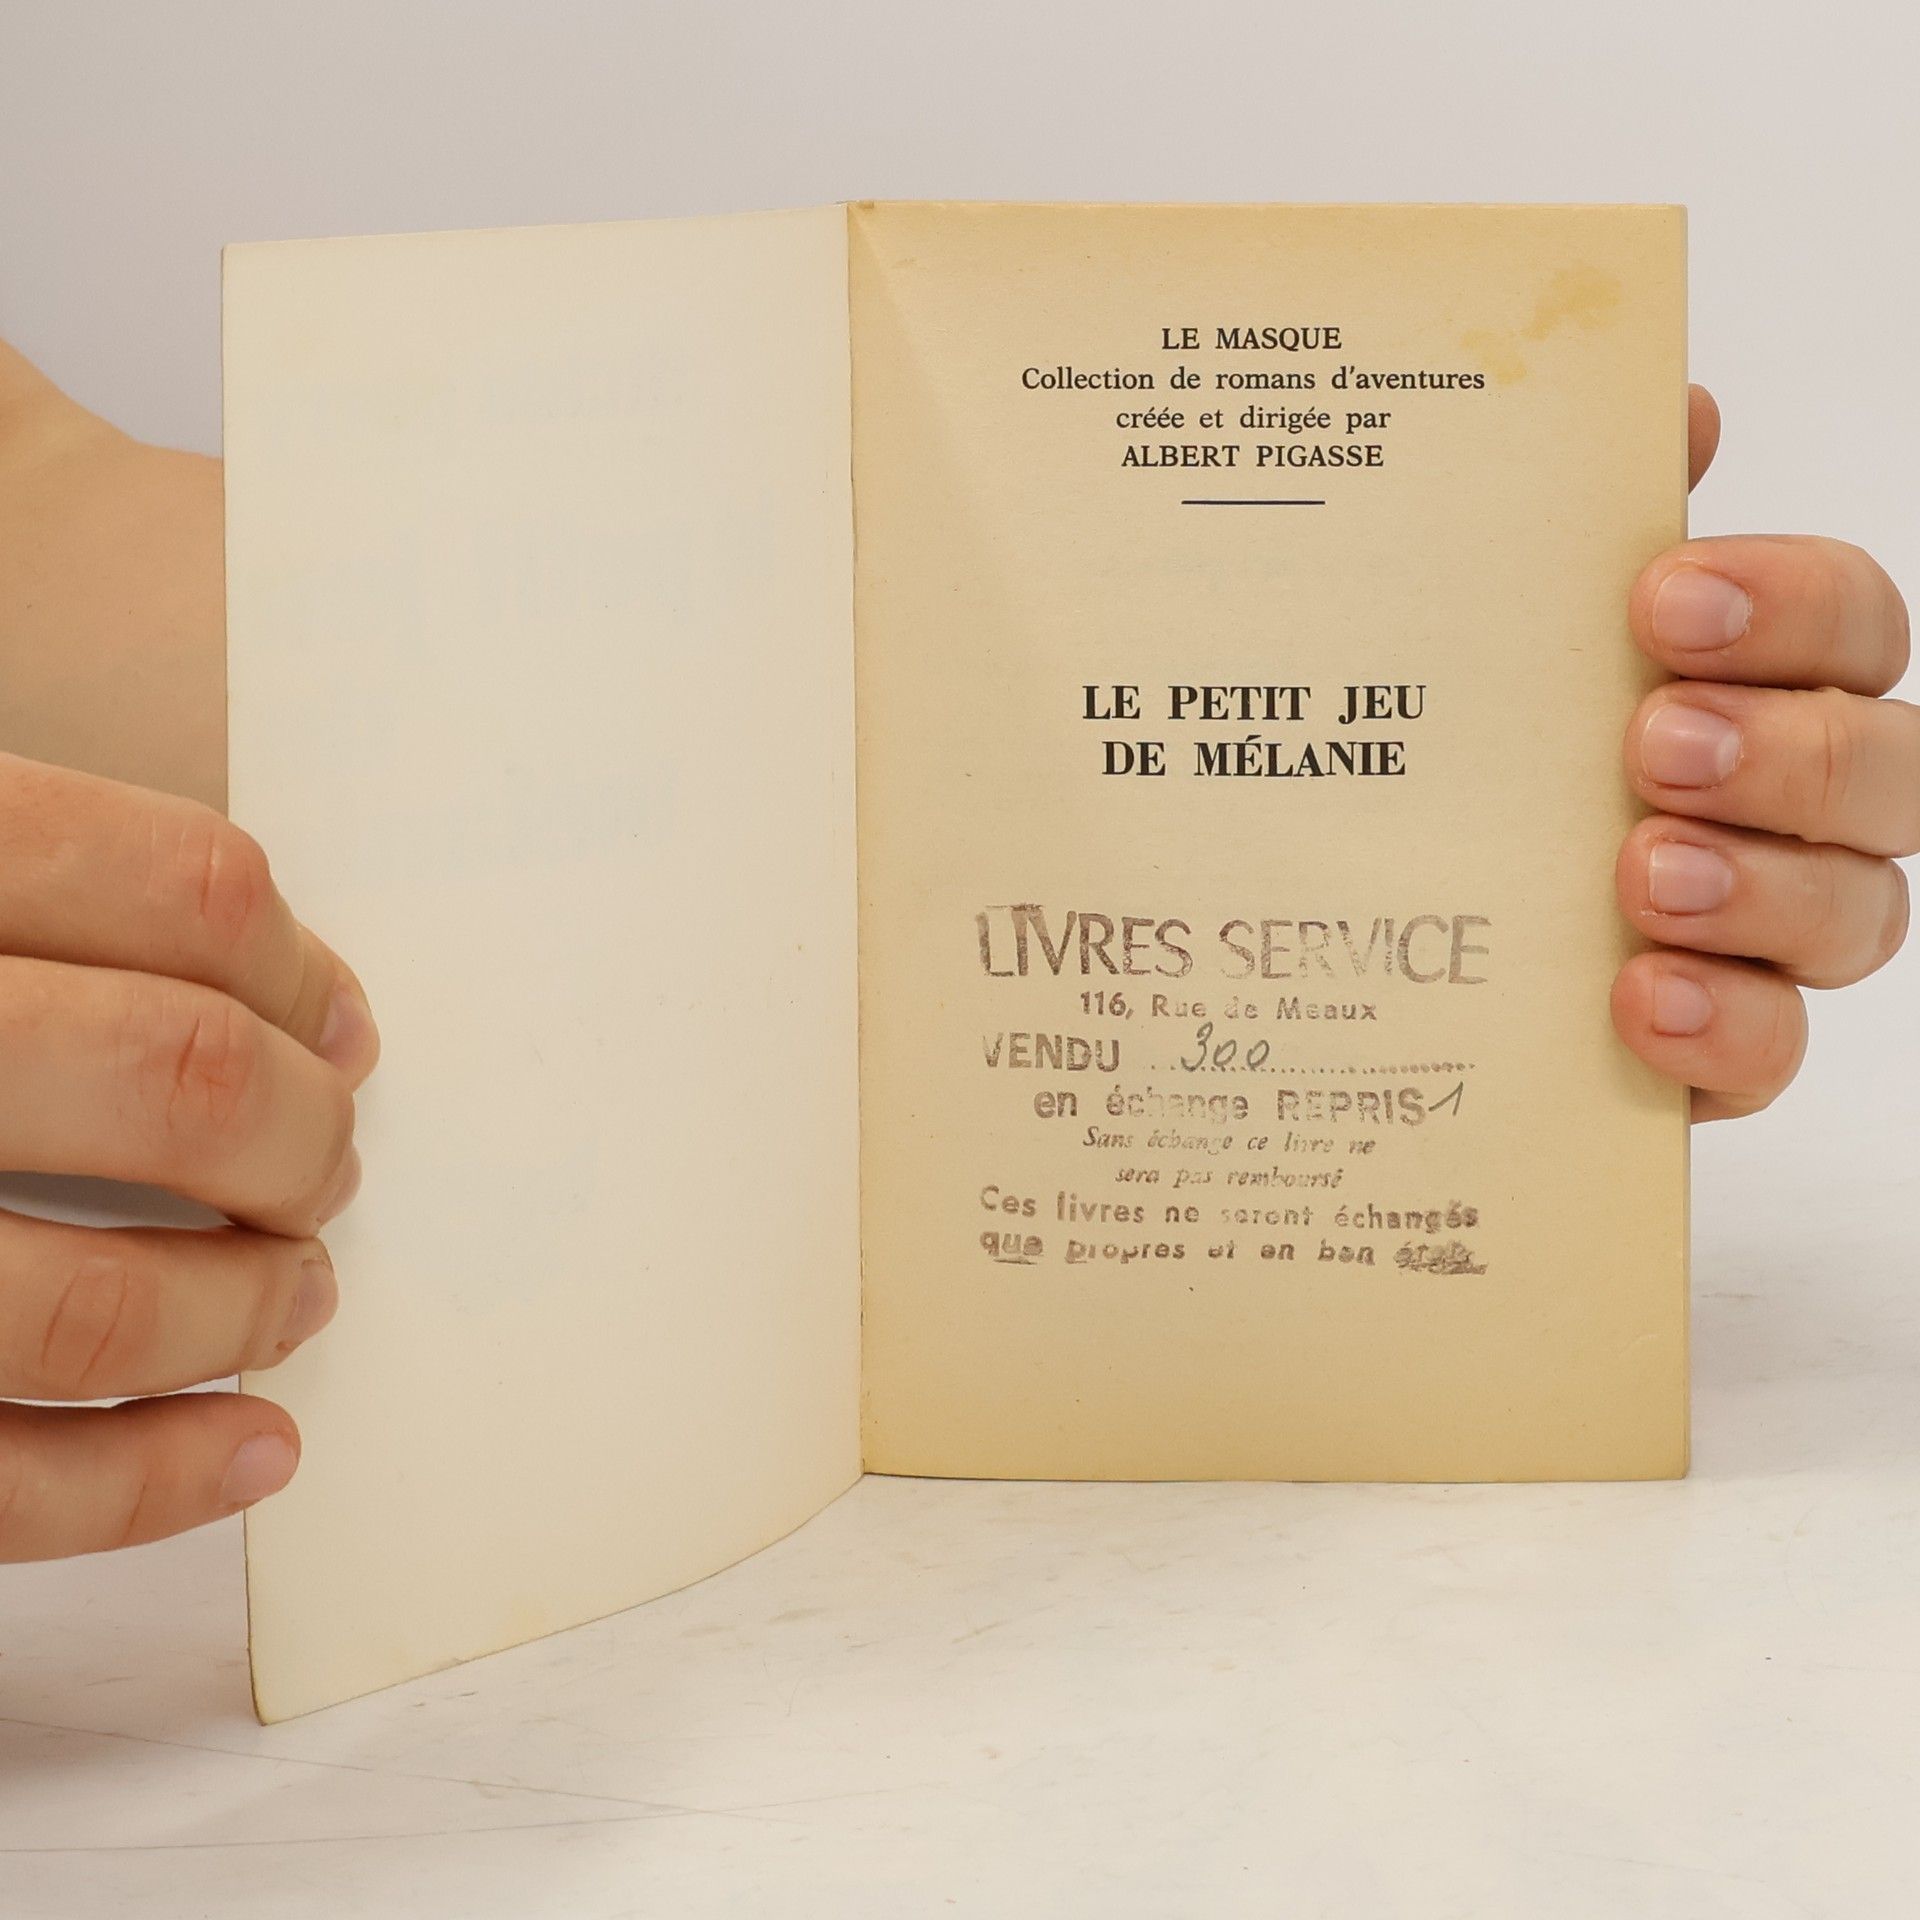 LE MASQUE
Collection de romans d'aventures
créée et dirigée par
ALBERT PIGASSE
LE PETIT JEU
DE MÉLANIE
LIVRES SERVICE
116, Rue de Meaux
VENDU 300
en échange REPRIS 1
Sans échange ce livre ne
sera pas remboursé
Ces livres ne seront échangés
que propres et en bon état